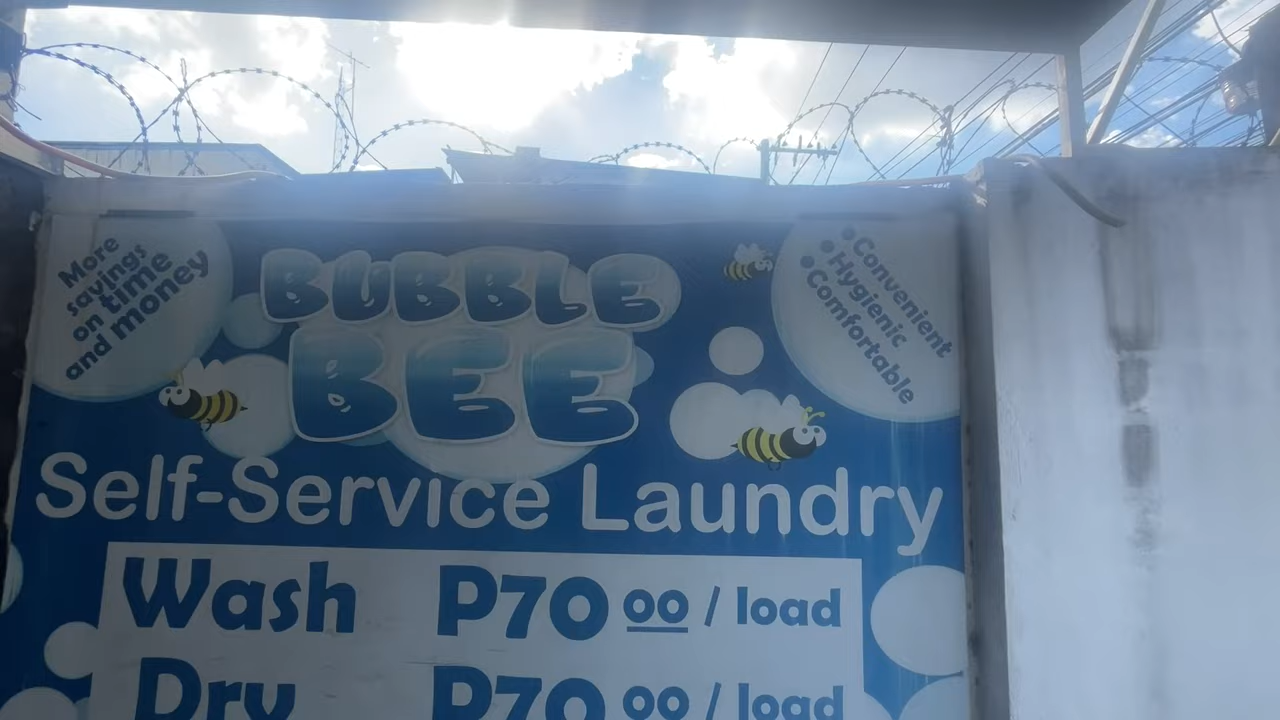 More
savings
on time
and money
BUBBLE
BEE
• Convenient
• Hygienic
• Comfortable
Self-Service Laundry
Wash P70 00 / load
Dry P70 00 / load